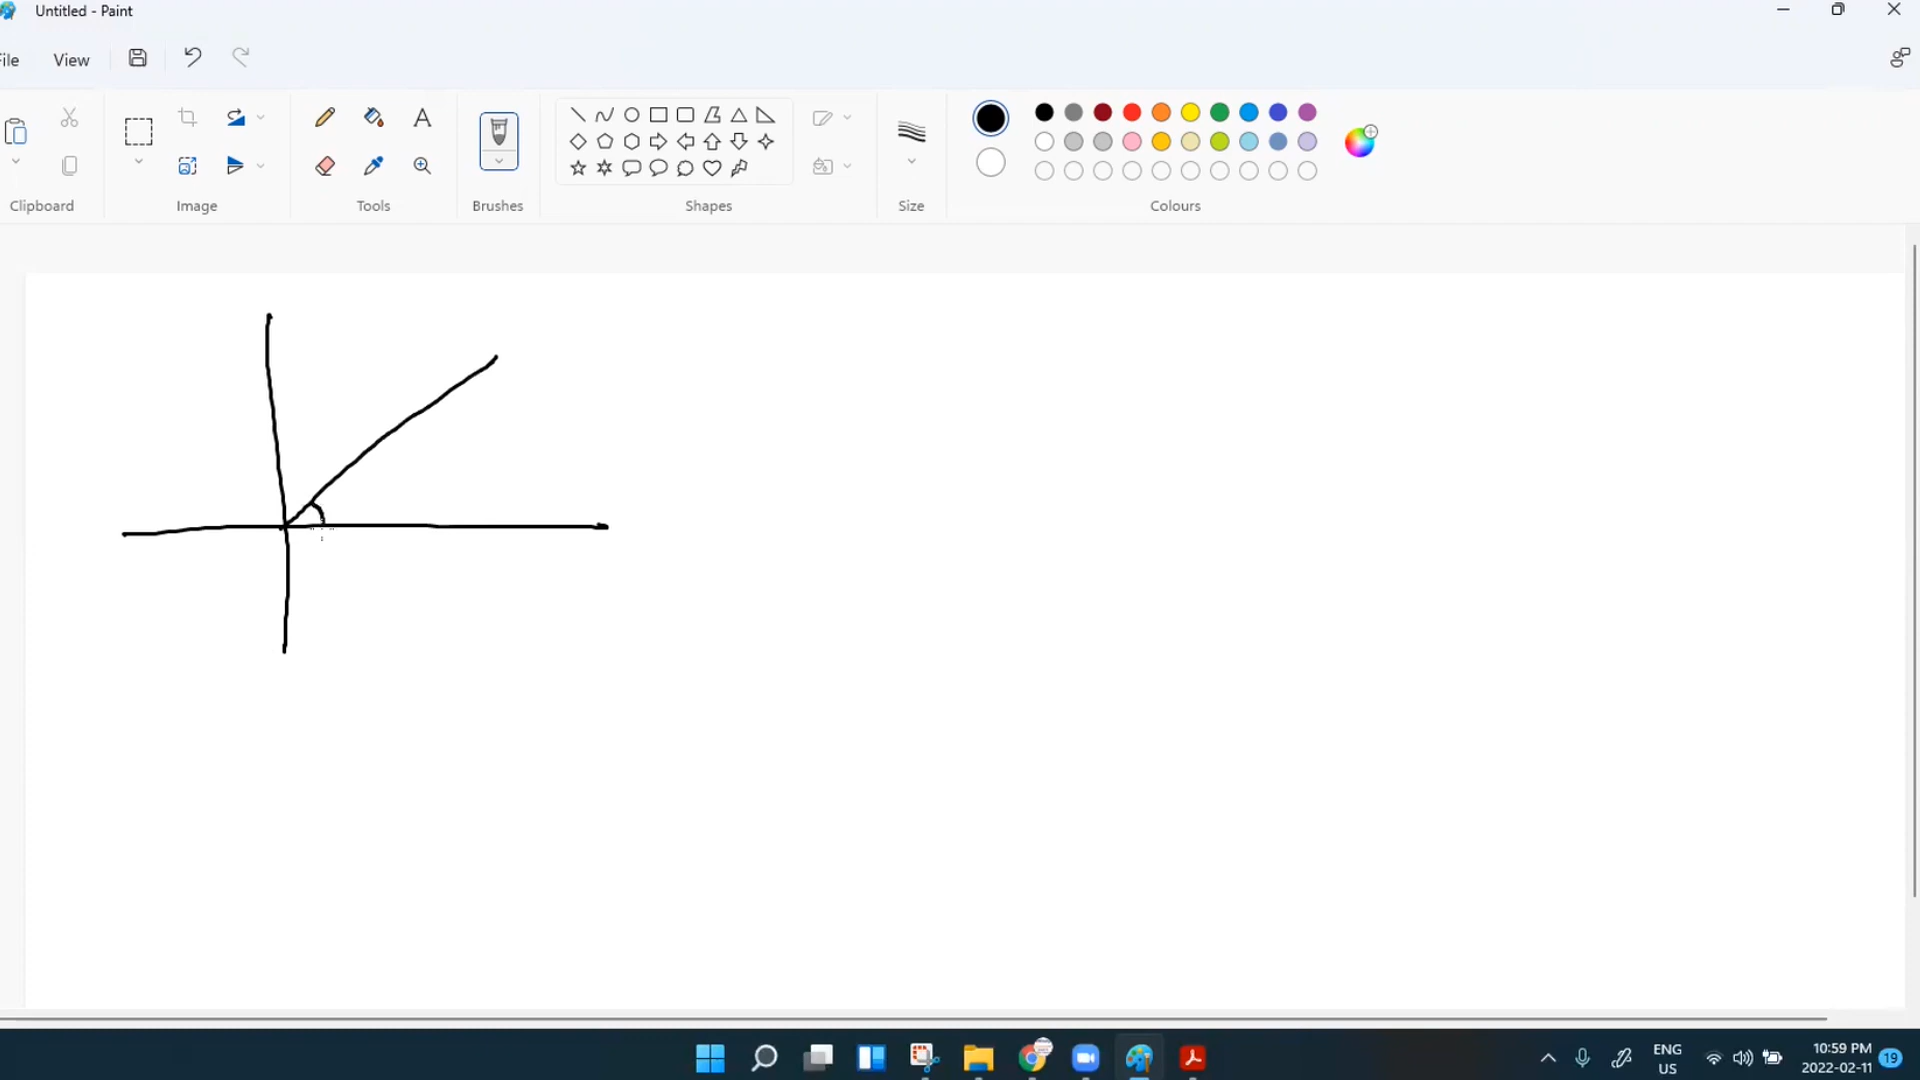 Untitled - Paint
File
View
Clipboard
Image
Tools
Brushes
Shapes
Size
Colours
ENG
US
10:59 PM
2022-02-11
19